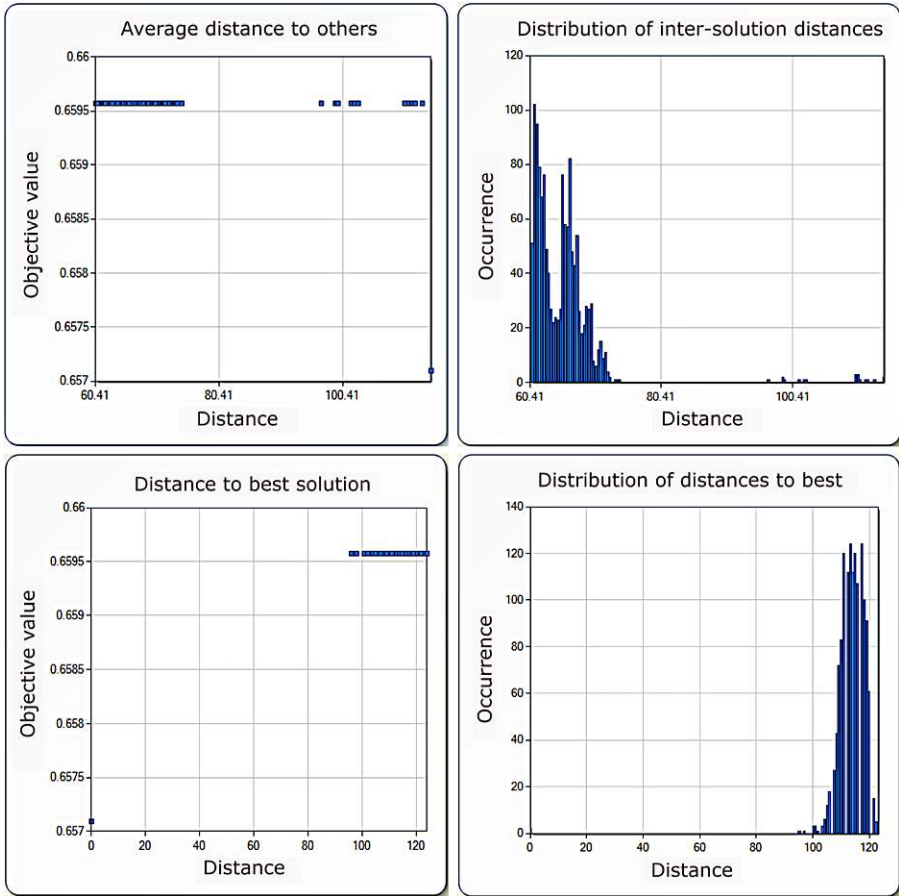 Average distance to others
0.66
0.6595
0.659
0.6585
0.658
0.6575
0.657
60.41 80.41 100.41
Objective value
Distance
Distribution of inter-solution distances
120
100
80
60
40
20
0
60.41 80.41 100.41
Occurrence
Distance
Distance to best solution
0.66
0.6595
0.659
0.6585
0.658
0.6575
0.657
0 20 40 60 80 100 120
Objective value
Distance
Distribution of distances to best
140
120
100
80
60
40
20
0
0 20 40 60 80 100 120
Occurrence
Distance